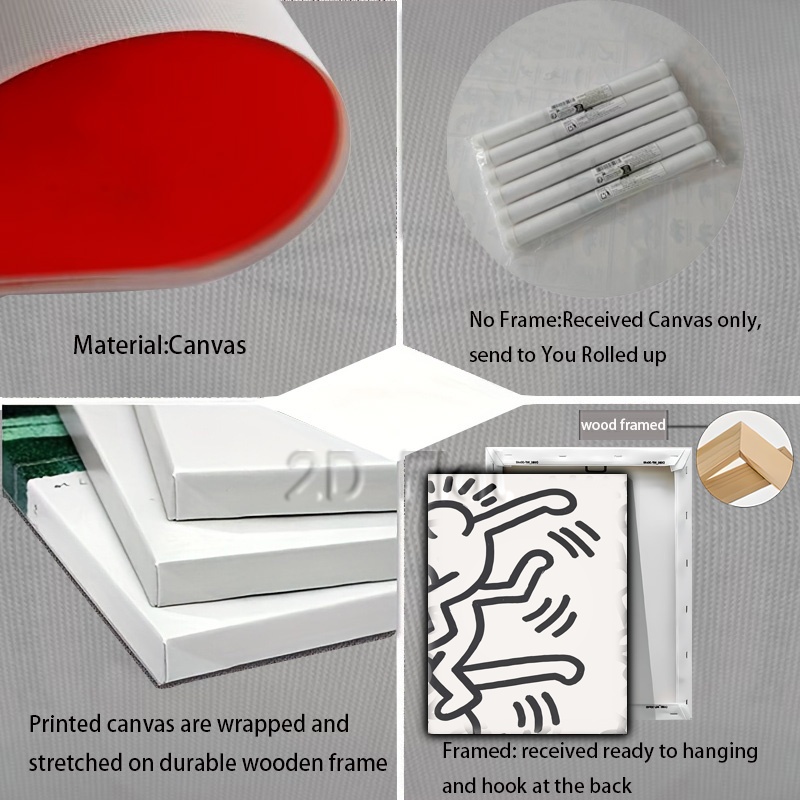 Material:Canvas
No Frame:Received Canvas only,
send to You Rolled up
wood framed
2D
Printed canvas are wrapped and
stretched on durable wooden frame
Framed: received ready to hanging
and hook at the back